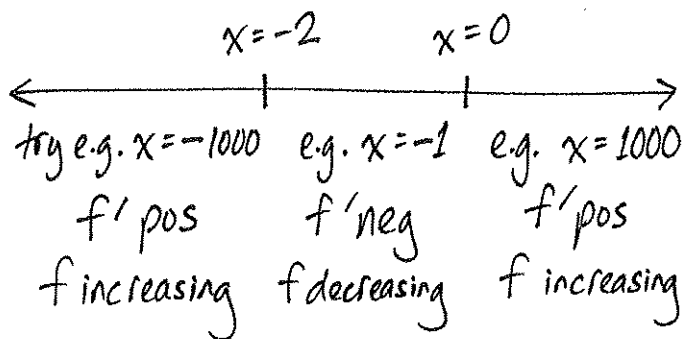 x=-2 x=0
try e.g. x=-1000 e.g. x=-1 e.g. x=1000
f' pos f' neg f' pos
f increasing f decreasing f increasing